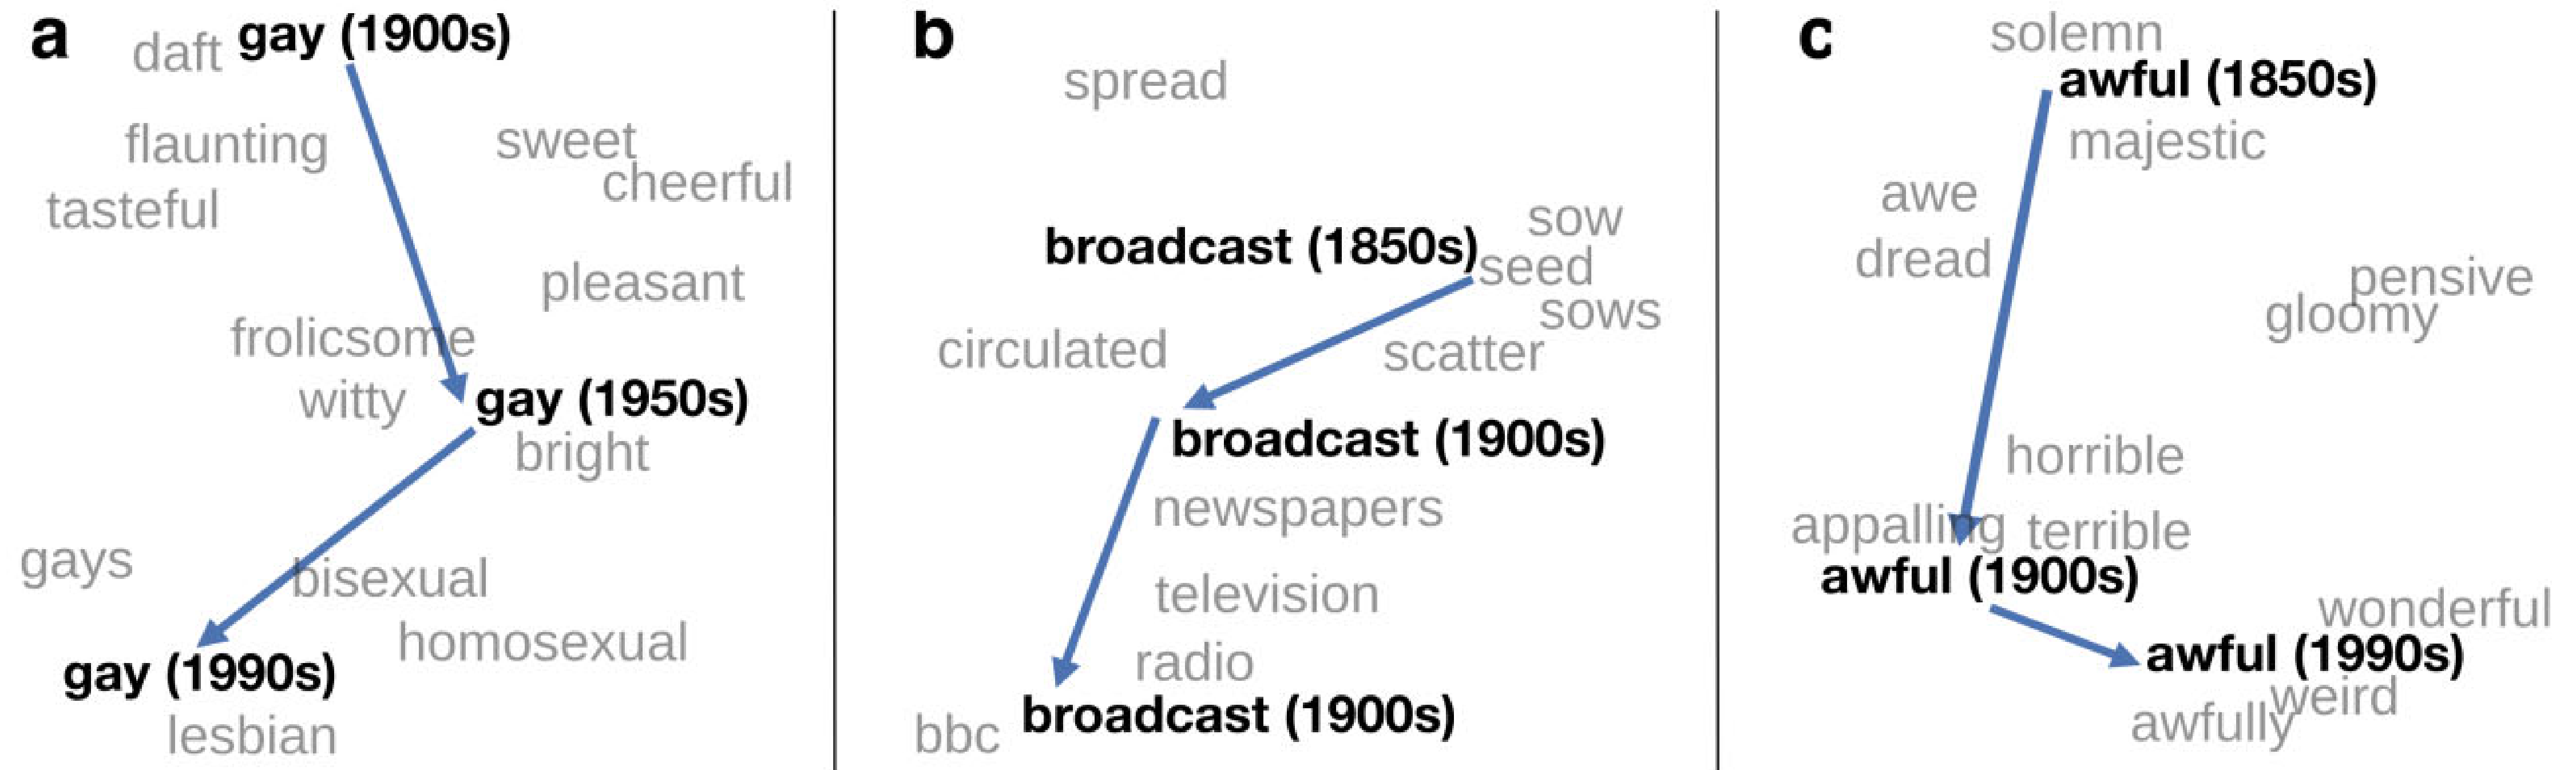 a
daft gay (1900s)
flaunting
sweet
cheerful
tasteful
pleasant
frolicsome
witty
gay (1950s)
bright
gays
bisexual
homosexual
gay (1990s)
lesbian
b
spread
sow
broadcast (1850s)
seed
sows
circulated
scatter
broadcast (1900s)
newspapers
television
radio
broadcast (1900s)
bbc
c
solemn
awful (1850s)
majestic
awe
dread
pensive
gloomy
horrible
appalling terrible
awful (1900s)
wonderful
awful (1990s)
weird
awfully